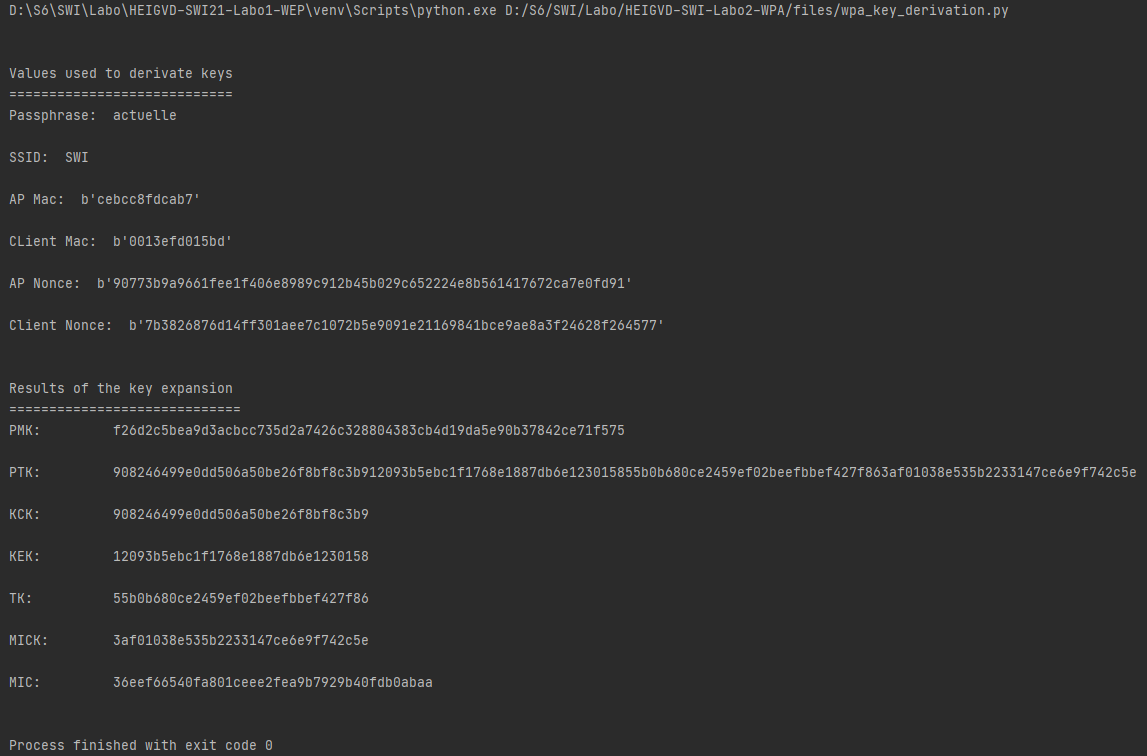 D:\S6\SWI\Labo\HEIGVD-SWI21-Labo1-WEP\venv\Scripts\python.exe D:/S6/SWI/Labo/HEIGVD-SWI-Labo2-WPA/files/wpa_key_derivation.py
Values used to derivate keys
============================
Passphrase:  actuelle
SSID:  SWI
AP Mac:  b'cebcc8fdcab7'
CLient Mac:  b'0013efd015bd'
AP Nonce:  b'90773b9a9661fee1f406e8989c912b45b029c652224e8b561417672ca7e0fd91'
Client Nonce:  b'7b3826876d14ff301aee7c1072b5e9091e21169841bce9ae8a3f24628f264577'
Results of the key expansion
=============================
PMK:         f26d2c5bea9d3acbcc735d2a7426c328804383cb4d19da5e90b37842ce71f575
PTK:         908246499e0dd506a50be26f8bf8c3b912093b5ebc1f1768e1887db6e123015855b0b680ce2459ef02beefbbef427f863af01038e535b2233147ce6e9f742c5e
KCK:         908246499e0dd506a50be26f8bf8c3b9
KEK:         12093b5ebc1f1768e1887db6e1230158
TK:          55b0b680ce2459ef02beefbbef427f86
MICK:        3af01038e535b2233147ce6e9f742c5e
MIC:         36eef66540fa801ceee2fea9b7929b40fdb0abaa
Process finished with exit code 0